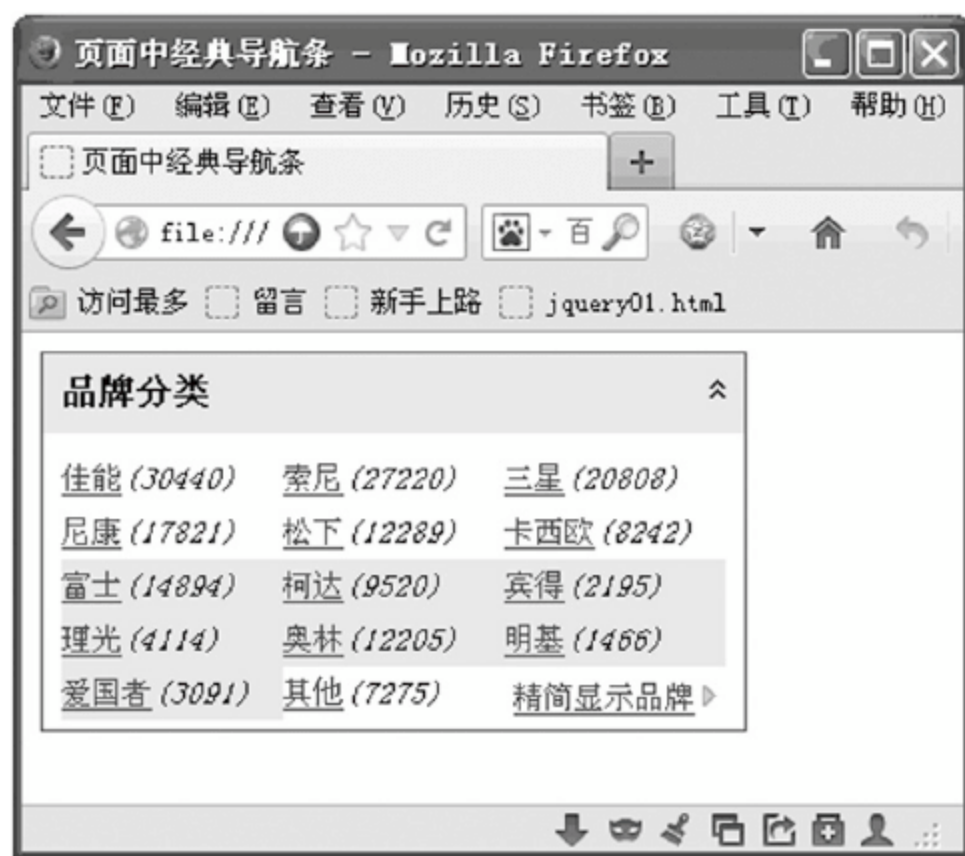 页面中经典导航条 - Mozilla Firefox
文件(F) 编辑(E) 查看(V) 历史(S) 书签(B) 工具(T) 帮助(H)
页面中经典导航条 +
file:/// 百
访问最多 留言 新手上路 jquery01.html
品牌分类
佳能 (30440) 索尼 (27220) 三星 (20808)
尼康 (17821) 松下 (12289) 卡西欧 (8242)
富士 (14894) 柯达 (9520) 宾得 (2195)
理光 (4114) 奥林 (12205) 明基 (1466)
爱国者 (3091) 其他 (7275) 精简显示品牌